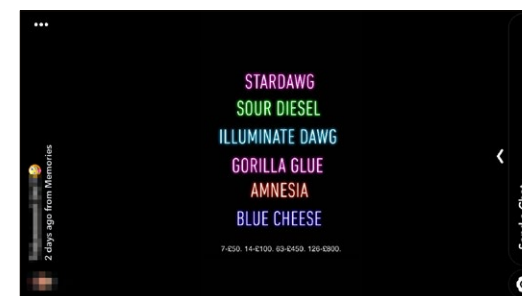 STARDAWG
SOUR DIESEL
ILLUMINATE DAWG
GORILLA GLUE
AMNESIA
BLUE CHEESE
7-£50. 14-£100. 63-£450. 126-£900.
2 days ago from Memories